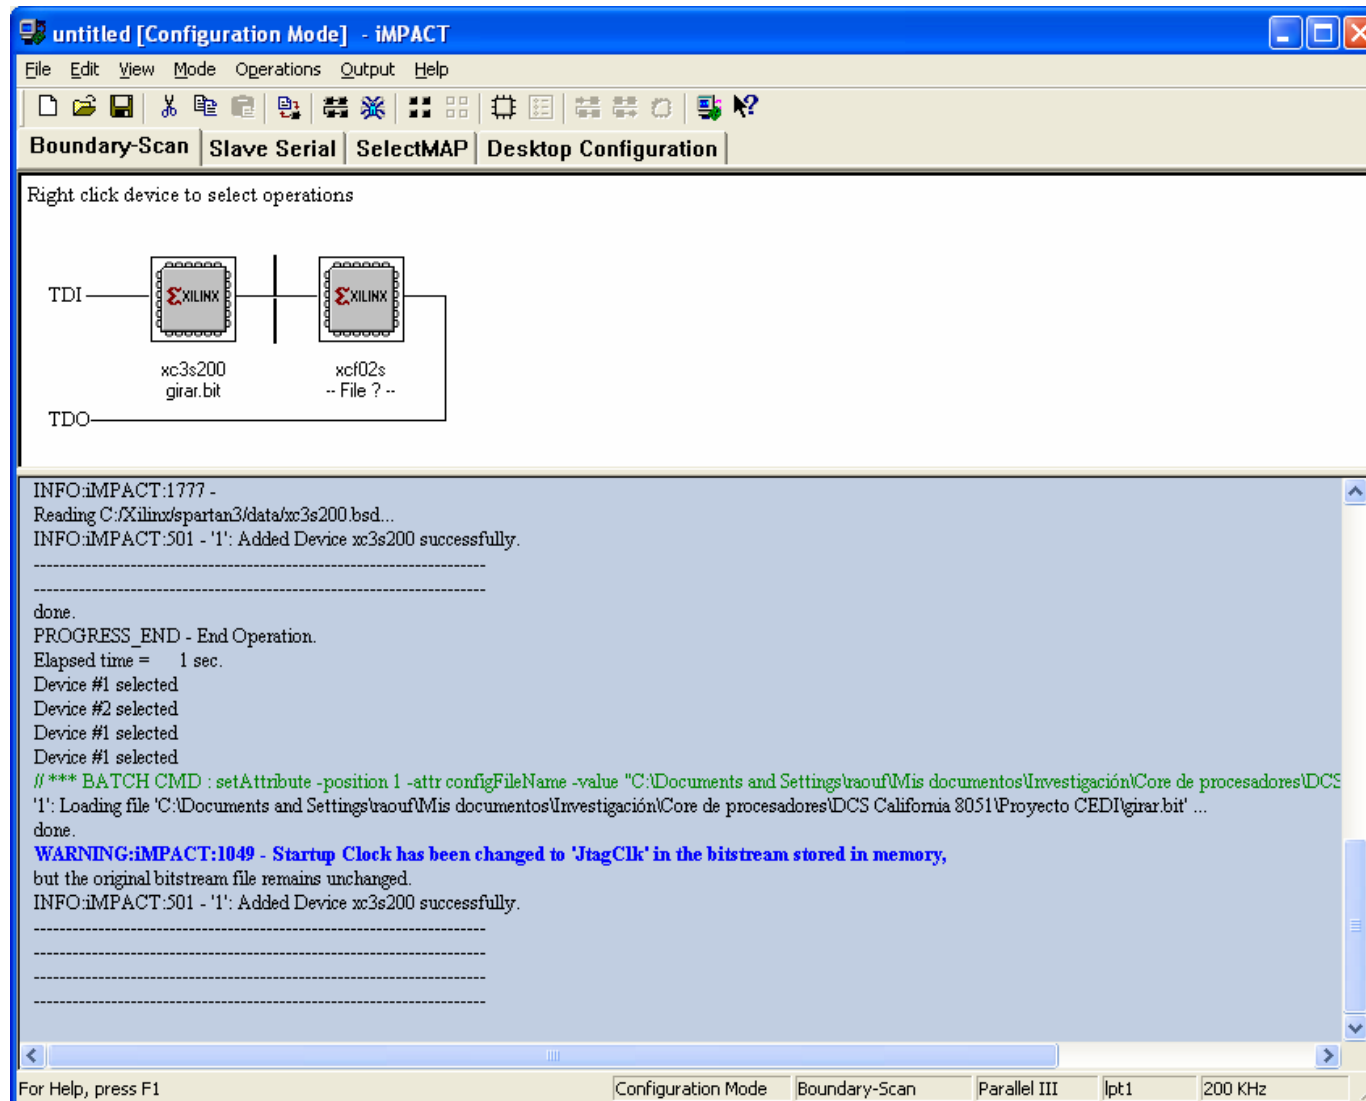 untitled [Configuration Mode] - iMPACT
File Edit View Mode Operations Output Help
Boundary-Scan Slave Serial SelectMAP Desktop Configuration
Right click device to select operations
TDI
XILINX XILINX
xc3s200 xcf02s
girar.bit -- File ? --
TDO
INFO:iMPACT:1777 -
Reading C:/Xilinx/spartan3/data/xc3s200.bsd...
INFO:iMPACT:501 - '1': Added Device xc3s200 successfully.
----------------------------------------------------------------------
----------------------------------------------------------------------
done.
PROGRESS_END - End Operation.
Elapsed time = 1 sec.
Device #1 selected
Device #2 selected
Device #1 selected
Device #1 selected
// *** BATCH CMD : setAttribute -position 1 -attr configFileName -value "C:\Documents and Settings\raouf\Mis documentos\Investigación\Core de procesadores\DCS
'1': Loading file 'C:\Documents and Settings\raouf\Mis documentos\Investigación\Core de procesadores\DCS California 8051\Proyecto CEDI\girar.bit' ...
done.
WARNING:iMPACT:1049 - Startup Clock has been changed to 'JtagClk' in the bitstream stored in memory,
but the original bitstream file remains unchanged.
INFO:iMPACT:501 - '1': Added Device xc3s200 successfully.
----------------------------------------------------------------------
----------------------------------------------------------------------
----------------------------------------------------------------------
----------------------------------------------------------------------
For Help, press F1 Configuration Mode Boundary-Scan Parallel III lpt1 200 KHz